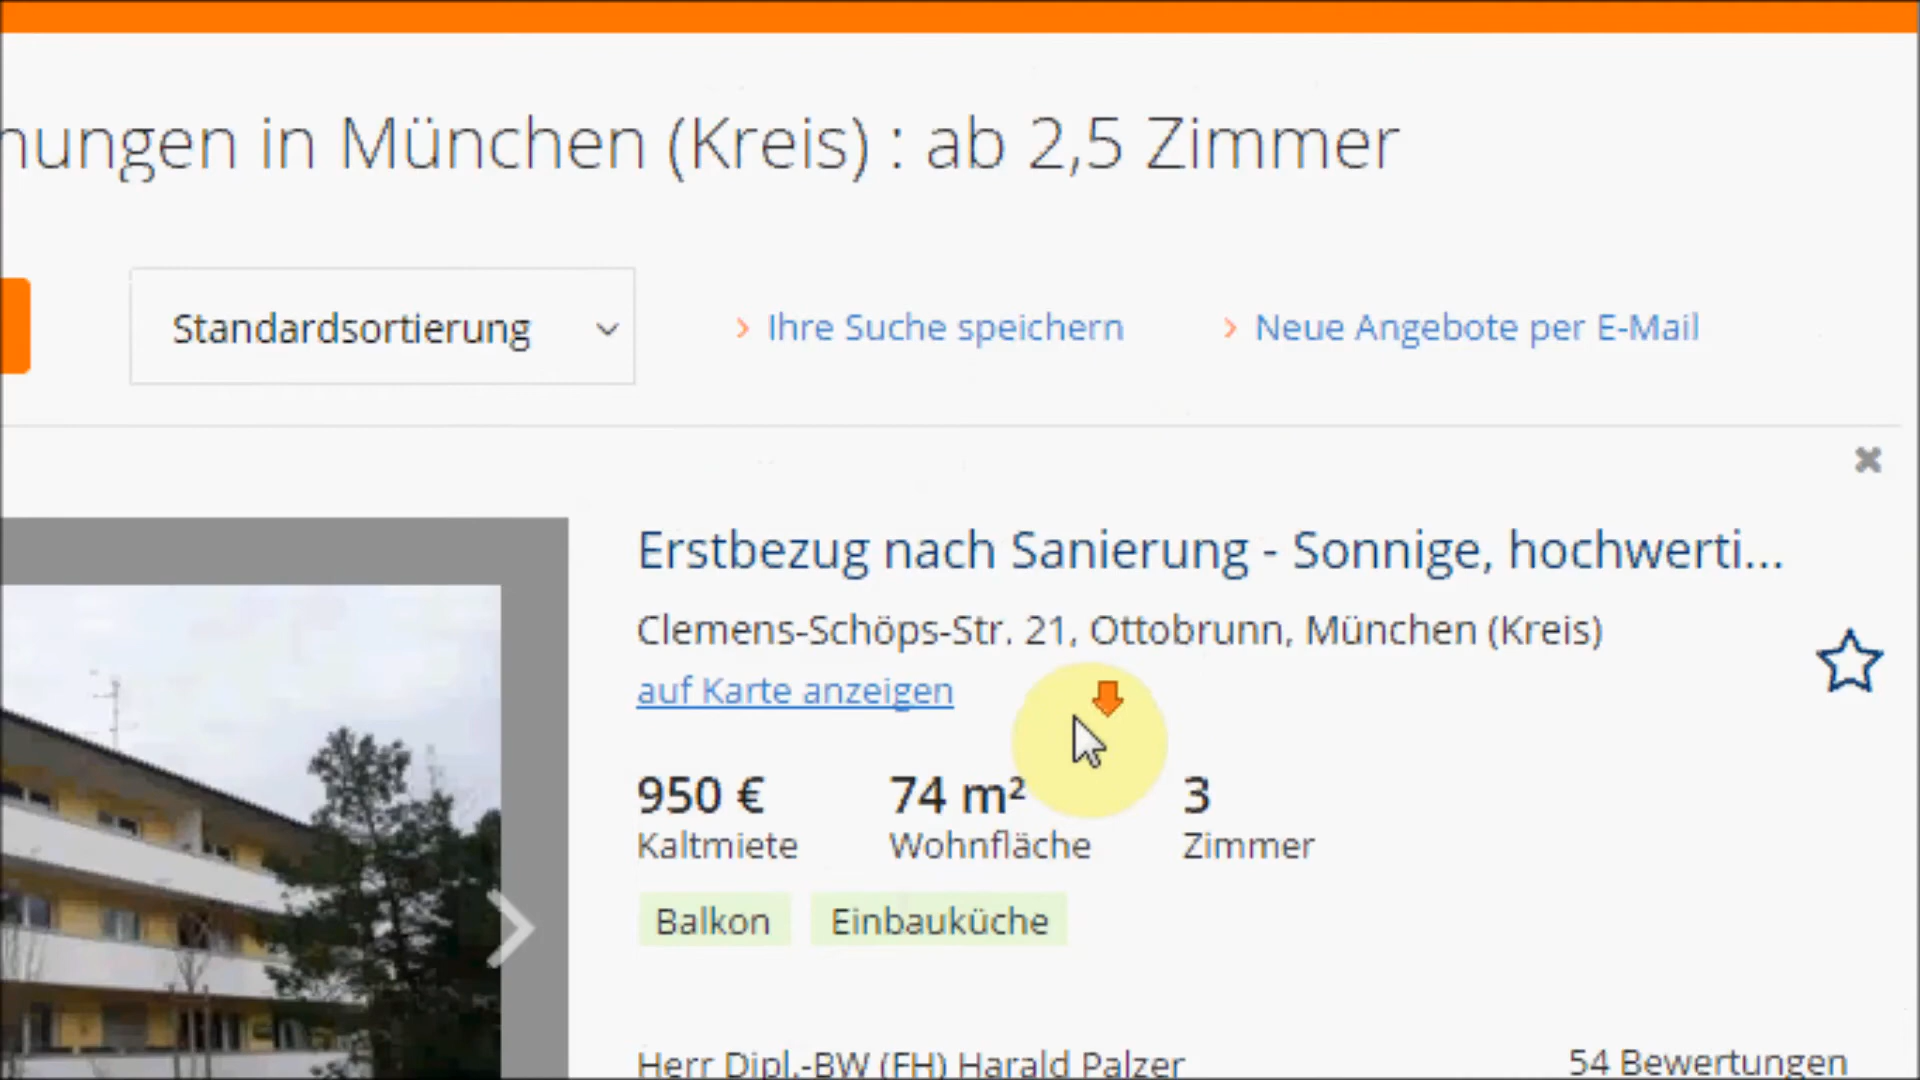 nungen in München (Kreis) : ab 2,5 Zimmer
Standardsortierung
Ihre Suche speichern
Neue Angebote per E-Mail
Erstbezug nach Sanierung - Sonnige, hochwerti...
Clemens-Schöps-Str. 21, Ottobrunn, München (Kreis)
auf Karte anzeigen
950 € 74 m² 3
Kaltmiete Wohnfläche Zimmer
Balkon Einbauküche
Herr Dipl.-BW (FH) Harald Palzer
54 Bewertungen